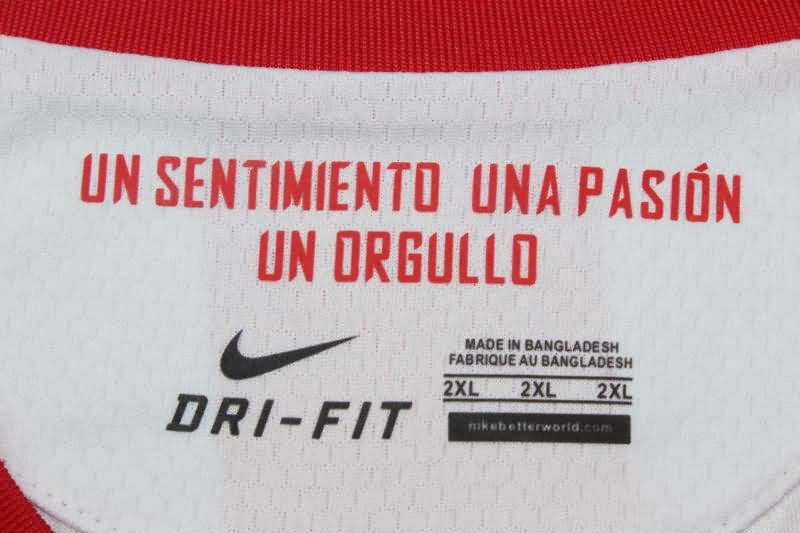 UN SENTIMIENTO UNA PASIÓN
UN ORGULLO
DRI-FIT
MADE IN BANGLADESH
FABRIQUE AU BANGLADESH
2XL 2XL 2XL
nikebetterworld.com